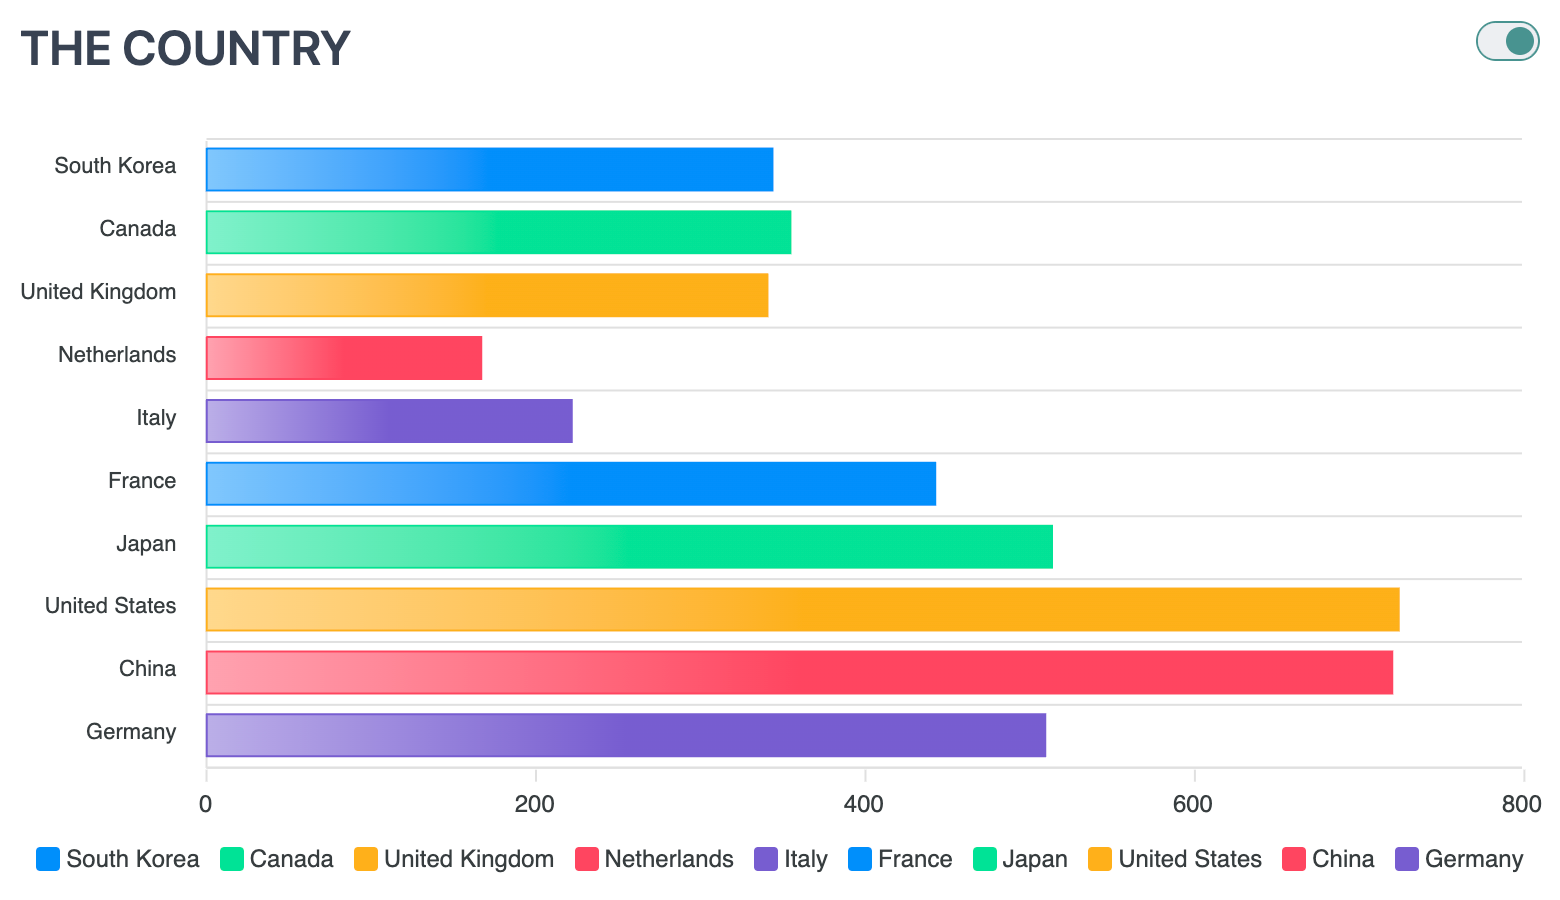 THE COUNTRY
South Korea
Canada
United Kingdom
Netherlands
Italy
France
Japan
United States
China
Germany
0 200 400 600 800
South Korea Canada United Kingdom Netherlands Italy France Japan United States China Germany